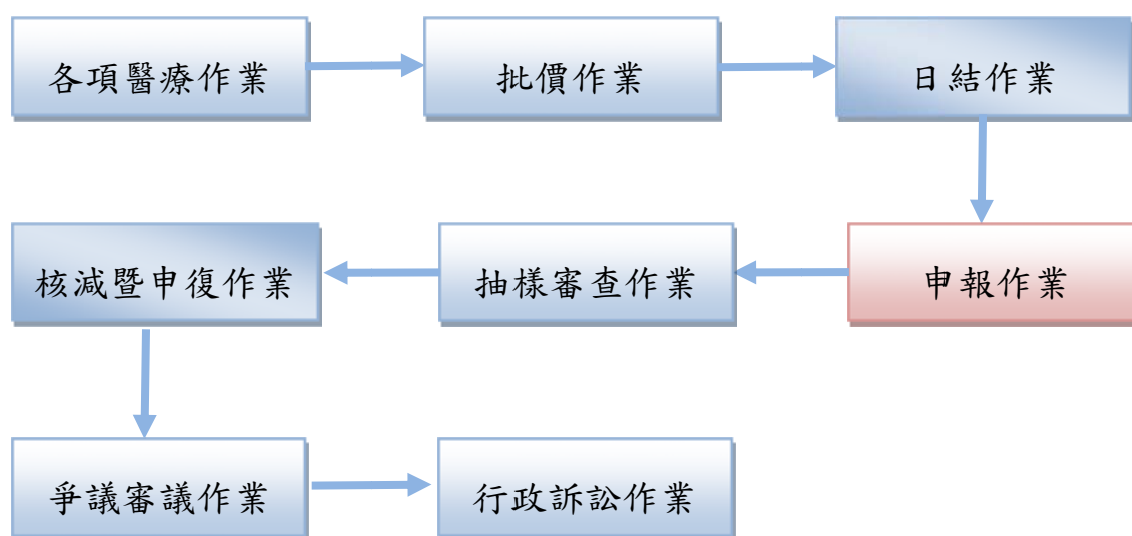 各項醫療作業
批價作業
日結作業
申報作業
抽樣審查作業
核減暨申復作業
爭議審議作業
行政訴訟作業